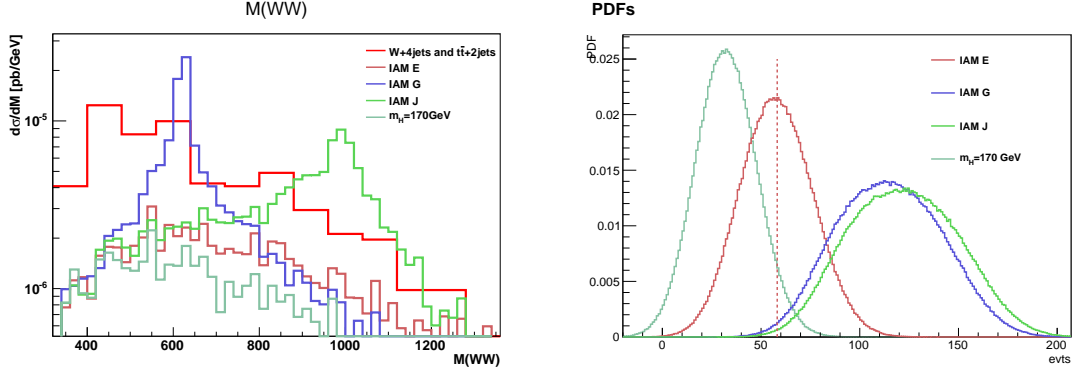 M(WW)
dσ/dM [pb/GeV]
W+4jets and tt̄+2jets
IAM E
IAM G
IAM J
m_H=170GeV
10⁻⁵
10⁻⁶
400 600 800 1000 1200
M(WW)
PDFs
PDF
IAM E
IAM G
IAM J
m_H=170 GeV
0.025
0.02
0.015
0.01
0.005
0
0 50 100 150 200
evts